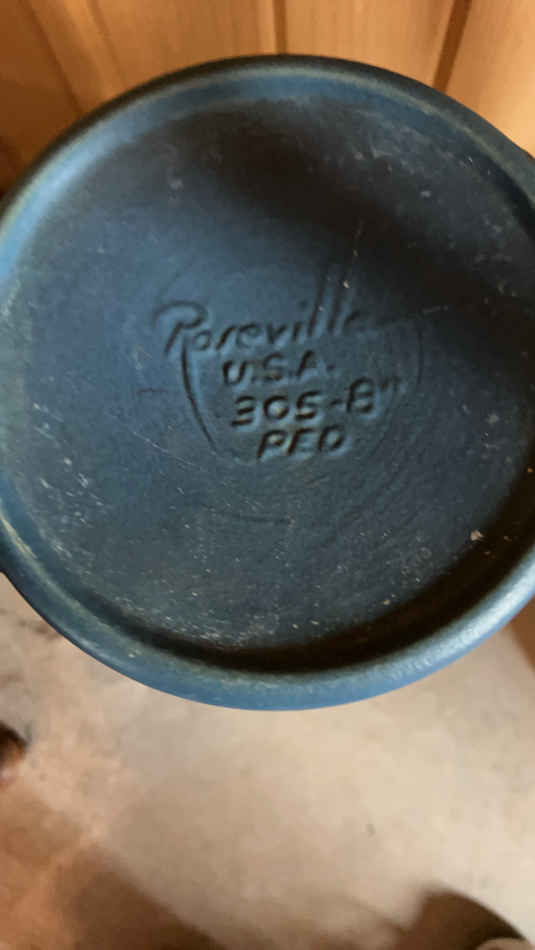 Roseville
U.S.A.
305-8"
PED